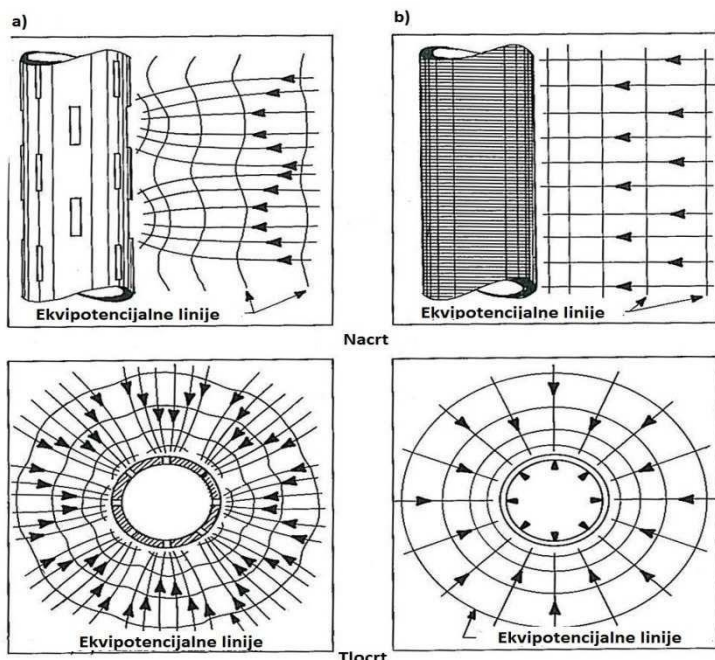 a)
b)
Ekvipotencijalne linije
Ekvipotencijalne linije
Nacrt
Ekvipotencijalne linije
Ekvipotencijalne linije
Tlocrt